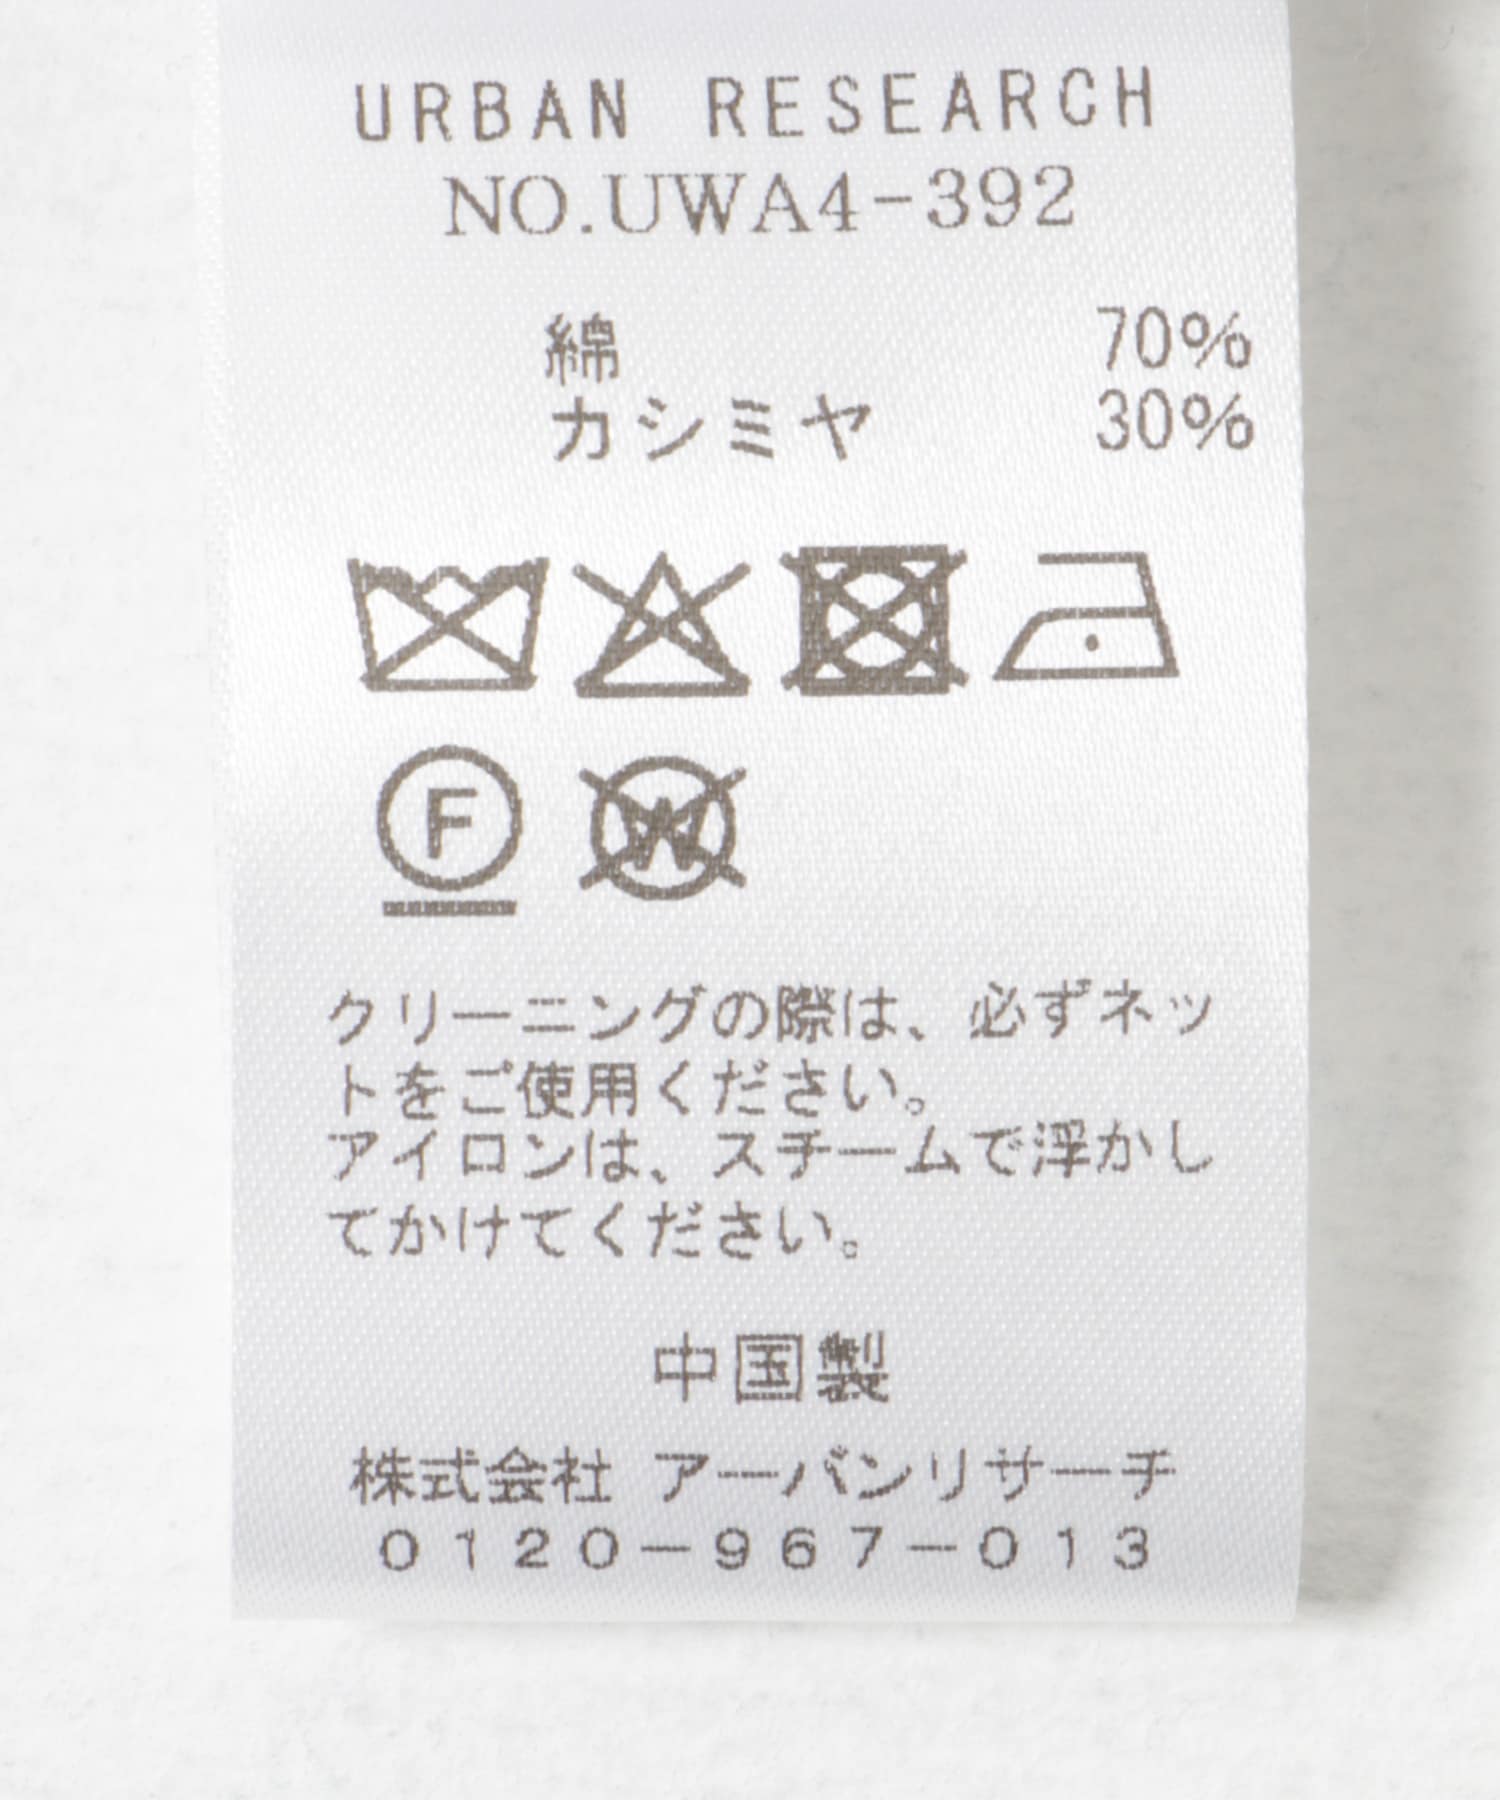 URBAN RESEARCH
NO.UWA4-392
綿 70%
カシミヤ 30%
F
W
クリーニングの際は、必ずネッ
トをご使用ください。
アイロンは、スチームで浮かし
てかけてください。
中国製
株式会社 アーバンリサーチ
0120-967-013